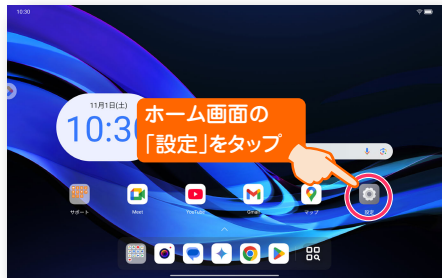 10:30
11月1日(土)
10:30
ホーム画面の
「設定」をタップ
サポート
Meet
YouTube
Gmail
マップ
設定